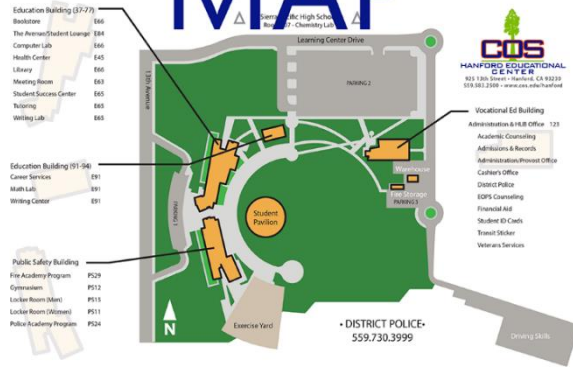 MAP
Sierra Pacific High School
Room 307 - Chemistry Lab
Education Building (37-77)
Bookstore E66
The Avenue/Student Lounge E84
Computer Lab E66
Health Center E45
Library E66
Meeting Room E63
Student Success Center E65
Tutoring E65
Writing Lab E65
Education Building (91-94)
Career Services E91
Math Lab E91
Writing Center E91
Public Safety Building
Fire Academy Program PS29
Gymnasium PS12
Locker Room (Men) PS15
Locker Room (Women) PS11
Police Academy Program PS24
Learning Center Drive
13th Avenue
PARKING 2
PARKING 1
Student
Pavilion
Warehouse
Fire Storage
PARKING 3
Exercise Yard
N
• DISTRICT POLICE •
559.730.3999
Driving Skills
COS
HANFORD EDUCATIONAL
CENTER
925 13th Street • Hanford, CA 93230
559.583.2500 • www.cos.edu/hanford
Vocational Ed Building
Administration & HUB Office 123
Academic Counseling
Admissions & Records
Administration/Provost Office
Cashier's Office
District Police
EOPS Counseling
Financial Aid
Student ID Cards
Transit Sticker
Veterans Services